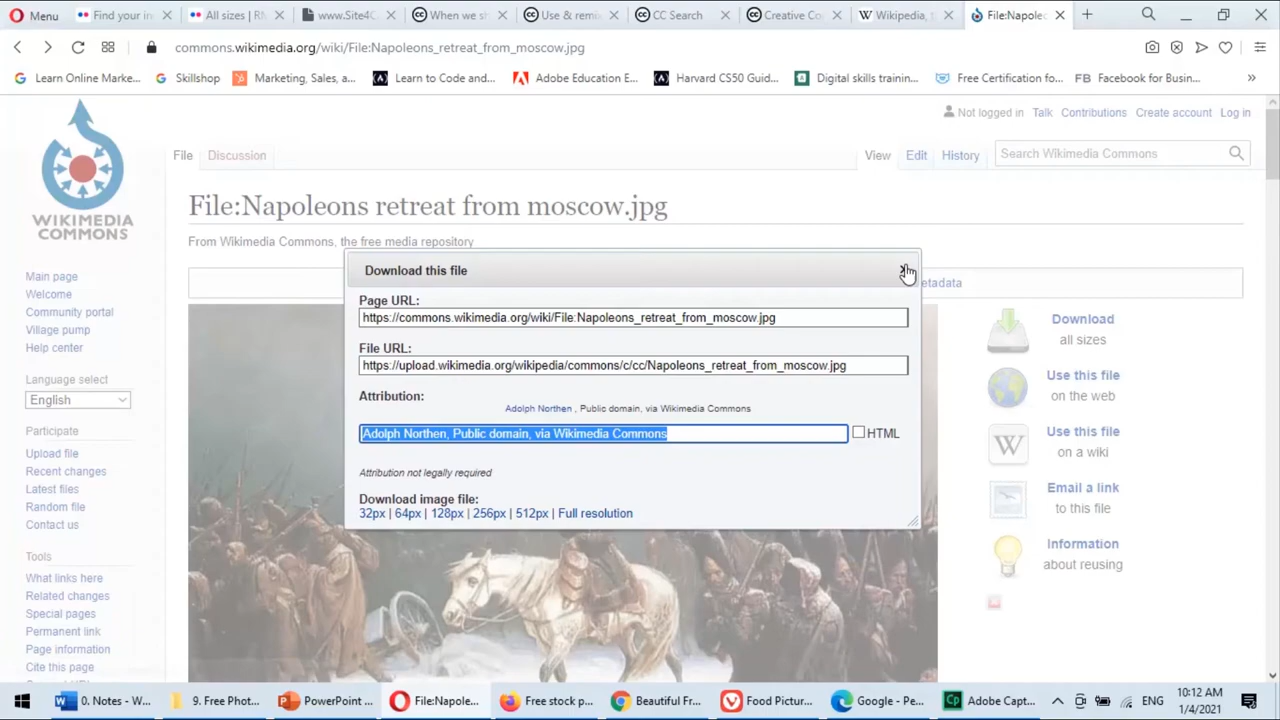 Menu
Find your in
All sizes | Fl
www.Site4C
When we sh
Use & remi
CC Search
Creative Co
Wikipedia, t
File:Napoleo
commons.wikimedia.org/wiki/File:Napoleons_retreat_from_moscow.jpg
Learn Online Marke...
Skillshop
Marketing, Sales, a...
Learn to Code and...
Adobe Education E...
Harvard CS50 Guid...
Digital skills trainin...
Free Certification fo...
FB Facebook for Busin...
Not logged in Talk Contributions Create account Log in
File Discussion View Edit History Search Wikimedia Commons
WIKIMEDIA
COMMONS
File:Napoleons retreat from moscow.jpg
From Wikimedia Commons, the free media repository
etadata
Main page
Welcome
Community portal
Village pump
Help center
Language select
English
Participate
Upload file
Recent changes
Latest files
Random file
Contact us
Tools
What links here
Related changes
Special pages
Permanent link
Page information
Cite this page
Download this file
Page URL:
https://commons.wikimedia.org/wiki/File:Napoleons_retreat_from_moscow.jpg
File URL:
https://upload.wikimedia.org/wikipedia/commons/c/cc/Napoleons_retreat_from_moscow.jpg
Attribution:
Adolph Northen , Public domain, via Wikimedia Commons
Adolph Northen, Public domain, via Wikimedia Commons
HTML
Attribution not legally required
Download image file:
32px | 64px | 128px | 256px | 512px | Full resolution
Download
all sizes
Use this file
on the web
Use this file
on a wiki
Email a link
to this file
Information
about reusing
0. Notes - W...
9. Free Phot...
PowerPoint ...
File:Napole...
Free stock p...
Beautiful Fr...
Food Pictur...
Google - Pe...
Adobe Capt...
ENG
10:12 AM
1/4/2021